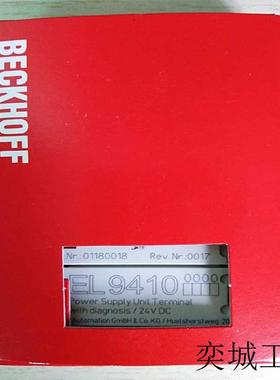 BECKHOFF
Nr.: 01180018 Rev.Nr.:0017
EL9410
Power Supply Unit Terminal
with diagnosis / 24V DC
Automation GmbH & Co. KG / Huelshorstweg 20
奕城工